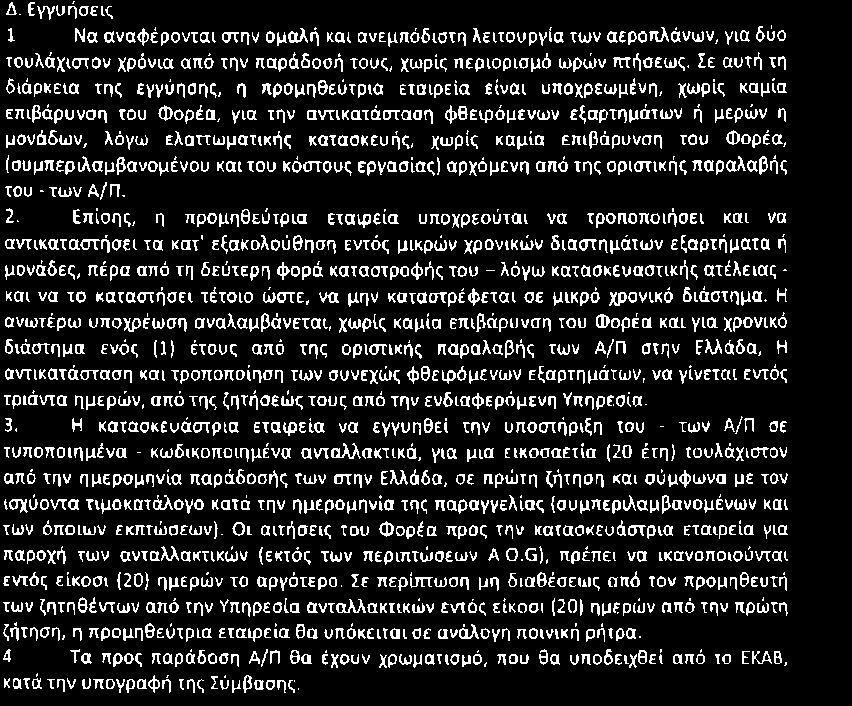 Δ. Εγγυήσεις
1 Να αναφέρονται στην ομαλή και ανεμπόδιστη λειτουργία των αεροπλάνων, για δύο
τουλάχιστον χρόνια από την παράδοσή τους, χωρίς περιορισμό ωρών πτήσεως. Σε αυτή τη
διάρκεια της εγγύησης, η προμηθεύτρια εταιρεία είναι υποχρεωμένη, χωρίς καμία
επιβάρυνση του Φορέα, για την αντικατάσταση φθειρόμενων εξαρτημάτων ή μερών η
μονάδων, λόγω ελαττωματικής κατασκευής, χωρίς καμία επιβάρυνση του Φορέα,
(συμπεριλαμβανομένου και του κόστους εργασίας) αρχόμενη από της οριστικής παραλαβής
του - των Α/Π.
2. Επίσης, η προμηθεύτρια εταιρεία υποχρεούται να τροποποιήσει και να
αντικαταστήσει τα κατ' εξακολούθηση εντός μικρών χρονικών διαστημάτων εξαρτήματα ή
μονάδες, πέρα από τη δεύτερη φορά καταστροφής του – λόγω κατασκευαστικής ατέλειας -
και να το καταστήσει τέτοιο ώστε, να μην καταστρέφεται σε μικρό χρονικό διάστημα. Η
ανωτέρω υποχρέωση αναλαμβάνεται, χωρίς καμία επιβάρυνση του Φορέα και για χρονικό
διάστημα ενός (1) έτους από της οριστικής παραλαβής των Α/Π στην Ελλάδα, Η
αντικατάσταση και τροποποίηση των συνεχώς φθειρόμενων εξαρτημάτων, να γίνεται εντός
τριάντα ημερών, από της ζητήσεώς τους από την ενδιαφερόμενη Υπηρεσία.
3. Η κατασκευάστρια εταιρεία να εγγυηθεί την υποστήριξη του - των Α/Π σε
τυποποιημένα - κωδικοποιημένα ανταλλακτικά, για μια εικοσαετία (20 έτη) τουλάχιστον
από την ημερομηνία παράδοσής των στην Ελλάδα, σε πρώτη ζήτηση και σύμφωνα με τον
ισχύοντα τιμοκατάλογο κατά την ημερομηνία της παραγγελίας (συμπεριλαμβανομένων και
των όποιων εκπτώσεων). Οι αιτήσεις του Φορέα προς την κατασκευάστρια εταιρεία για
παροχή των ανταλλακτικών (εκτός των περιπτώσεων A O.G), πρέπει να ικανοποιούνται
εντός είκοσι (20) ημερών το αργότερο. Σε περίπτωση μη διαθέσεως από τον προμηθευτή
των ζητηθέντων από την Υπηρεσία ανταλλακτικών εντός είκοσι (20) ημερών από την πρώτη
ζήτηση, η προμηθεύτρια εταιρεία θα υπόκειται σε ανάλογη ποινική ρήτρα.
4 Τα προς παράδοση Α/Π θα έχουν χρωματισμό, που θα υποδειχθεί από το ΕΚΑΒ,
κατά την υπογραφή της Σύμβασης.